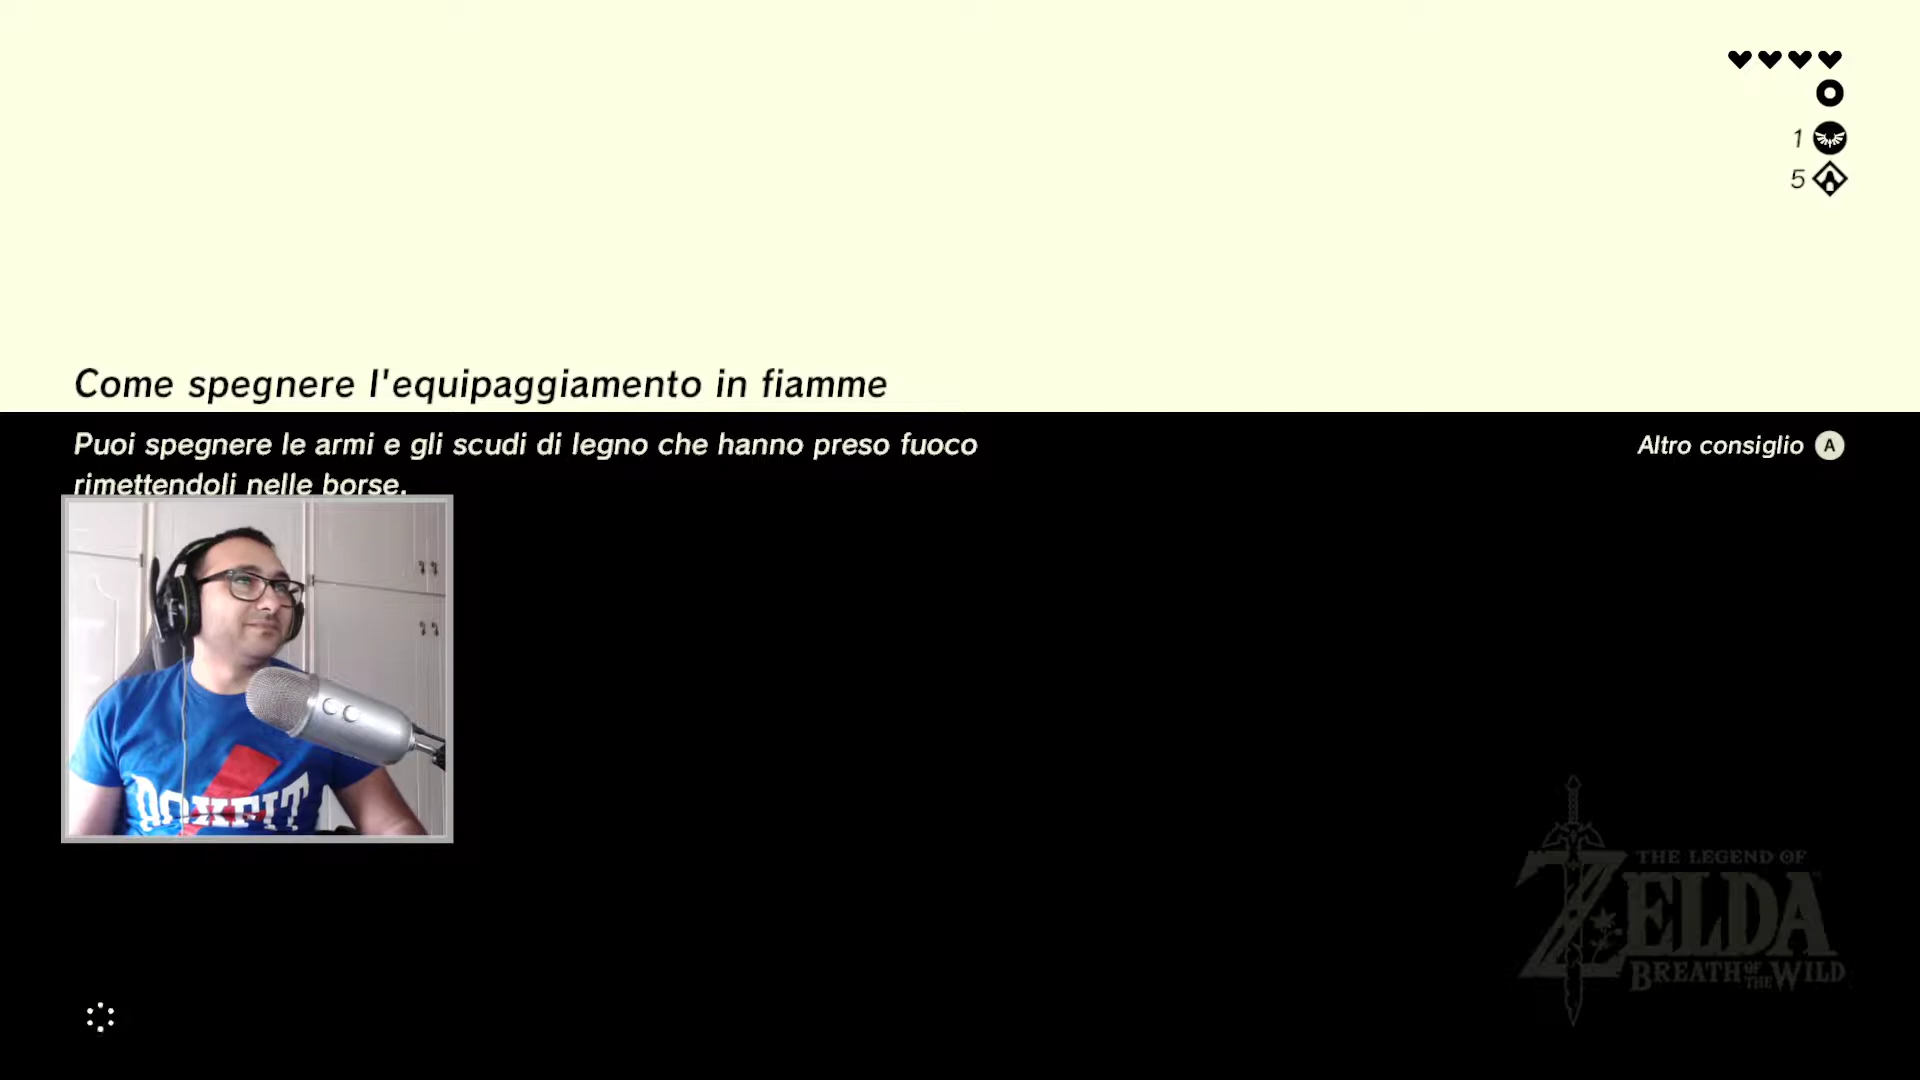 1
5
Come spegnere l'equipaggiamento in fiamme
Puoi spegnere le armi e gli scudi di legno che hanno preso fuoco
rimettendoli nelle borse.
Altro consiglio A
BOXFIT
THE LEGEND OF
ZELDA
BREATH OF THE WILD